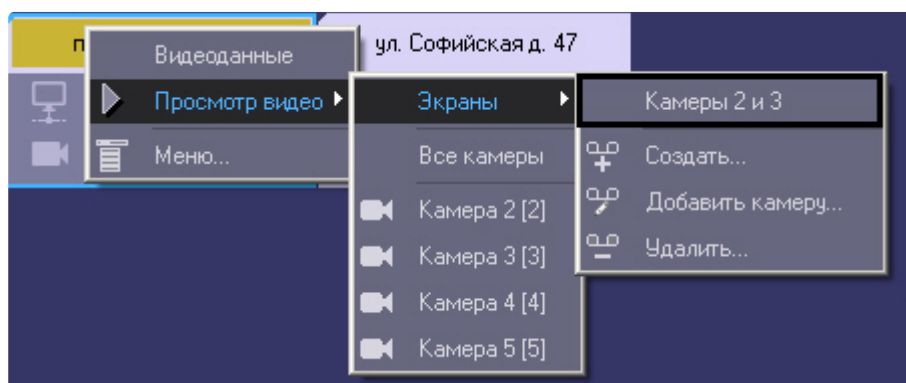 ул. Софийская д. 47
Видеоданные
Просмотр видео
Меню...
Экраны
Все камеры
Камера 2 [2]
Камера 3 [3]
Камера 4 [4]
Камера 5 [5]
Камеры 2 и 3
Создать...
Добавить камеру...
Удалить...